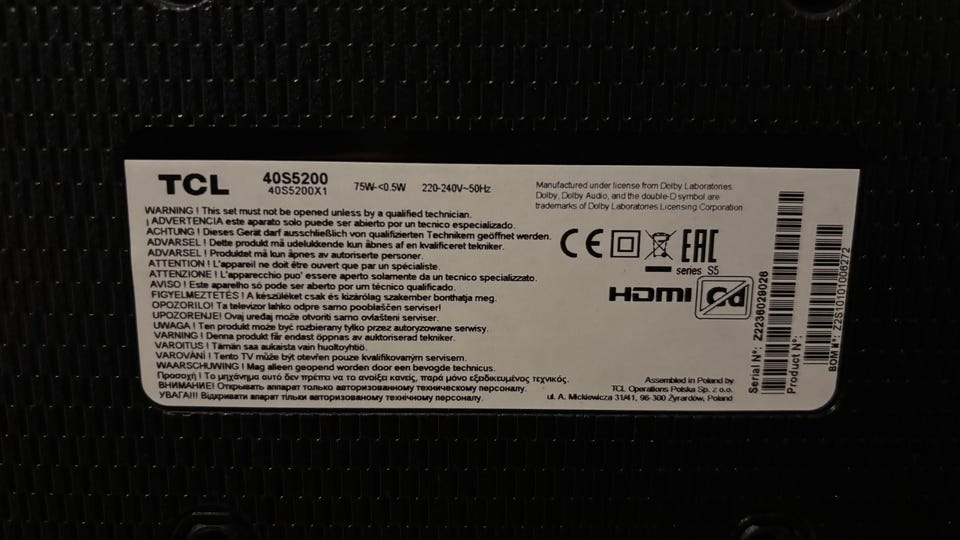 TCL
40S5200
40S5200X1
75W-<0.5W
220-240V~50Hz
Manufactured under license from Dolby Laboratories.
Dolby, Dolby Audio, and the double-D symbol are
trademarks of Dolby Laboratories Licensing Corporation
WARNING ! This set must not be opened unless by a qualified technician.
¡ ADVERTENCIA este aparato solo puede ser abierto por un tecnico especializado.
ACHTUNG ! Dieses Gerät darf ausschließlich von qualifizierten Technikern geöffnet werden.
ADVARSEL ! Dette produkt må udelukkende kun åbnes af en kvalificeret tekniker.
ADVARSEL ! Produktet må kun åpnes av autoriserte personer.
ATTENTION ! L'appareil ne doit être ouvert que par un spécialiste.
ATTENZIONE ! L'apparecchio puo' essere aperto solamente da un tecnico specializzato.
AVISO ! Este aparelho só pode ser aberto por um técnico qualificado.
FIGYELMEZTETÉS ! A készüléket csak és kizárólag szakember bonthatja meg.
OPOZORILO! Ta televizor lahko odpre samo pooblaščen serviser!
UPOZORENJE! Ovaj uređaj može otvoriti samo ovlašteni serviser.
UWAGA ! Ten produkt może być rozbierany tylko przez autoryzowane serwisy.
VARNING ! Denna produkt får endast öppnas av auktoriserad tekniker.
VAROITUS ! Tämän saa aukaista vain huoltoyhtö.
VAROVÁNÍ ! Tento TV může být otevřen pouze kvalifikovaným servisem.
WAARSCHUWING ! Mag alleen geopend worden door een bevoegde technicus.
Προσοχή ! Το μηχάνημα αυτό δεν πρέπει να το ανοίξει κανείς, παρά μόνο εξειδικευμένος τεχνικός.
ВНИМАНИЕ! Открывать аппарат только авторизованному техническому персоналу.
УВАГА!!! Відкривати апарат тільки авторизованому технічному персоналу.
CE
EAC
series S5
HDMI
Cd
Assembled in Poland by
TCL Operations Polska Sp. z o.o.
ul. A. Mickiewicza 31/41, 96-300 Żyrardów, Poland
Serial Nº: Z2236029026
Product Nº:
BOM Nº: Z2S10101006272